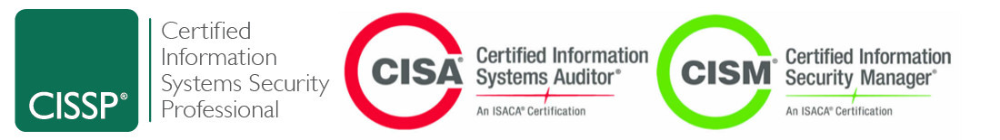 CISSP®
Certified
Information
Systems Security
Professional
CISA®
Certified Information
Systems Auditor®
An ISACA® Certification
CISM®
Certified Information
Security Manager®
An ISACA® Certification